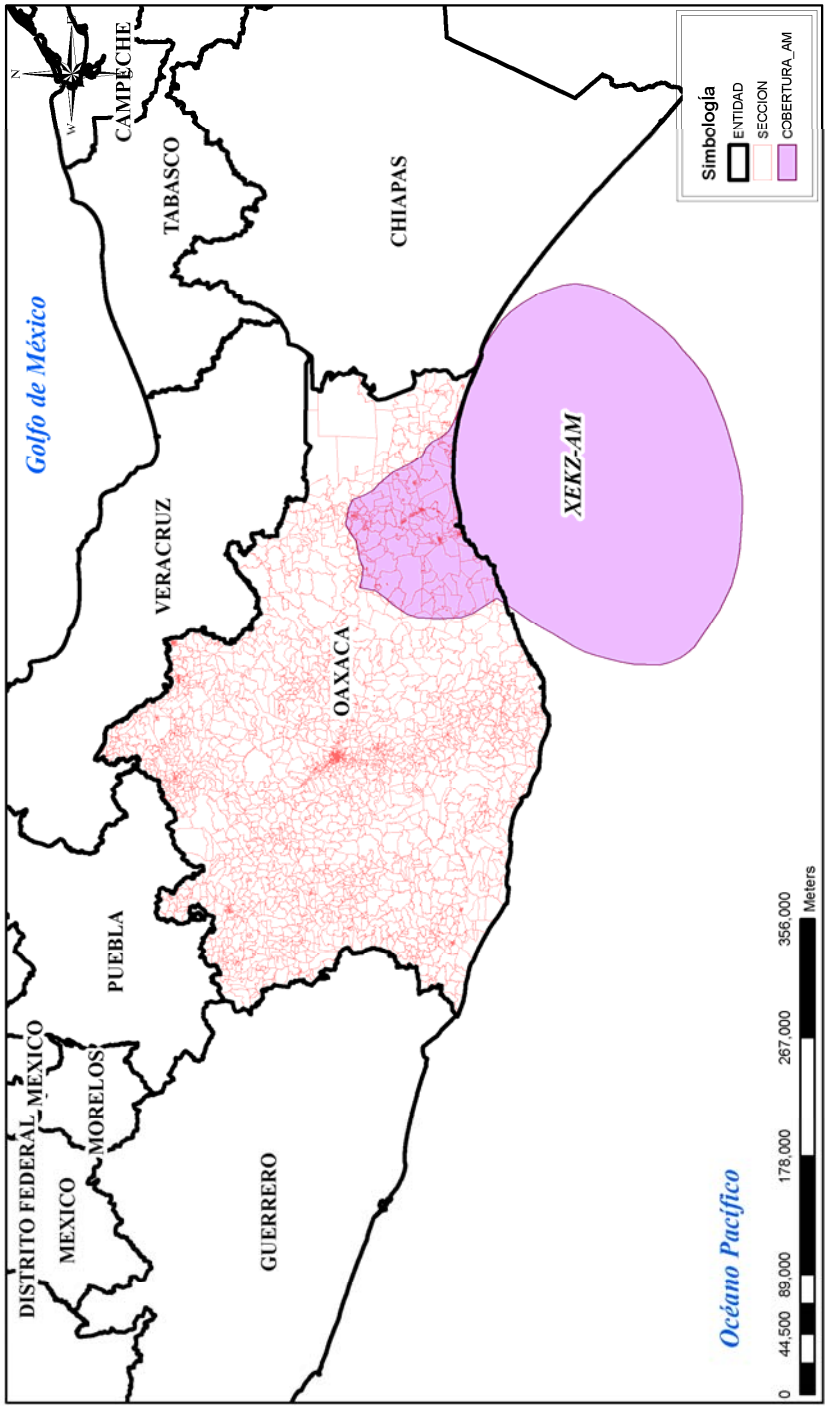 Golfo de México
N
W
E
CAMPECHE
TABASCO
CHIAPAS
VERACRUZ
OAXACA
PUEBLA
DISTRITO FEDERAL
MEXICO
MORELOS
MEXICO
GUERRERO
XEKZ-AM
Océano Pacífico
0 44,500 89,000 178,000 267,000 356,000
Meters
Simbología
ENTIDAD
SECCION
COBERTURA_AM